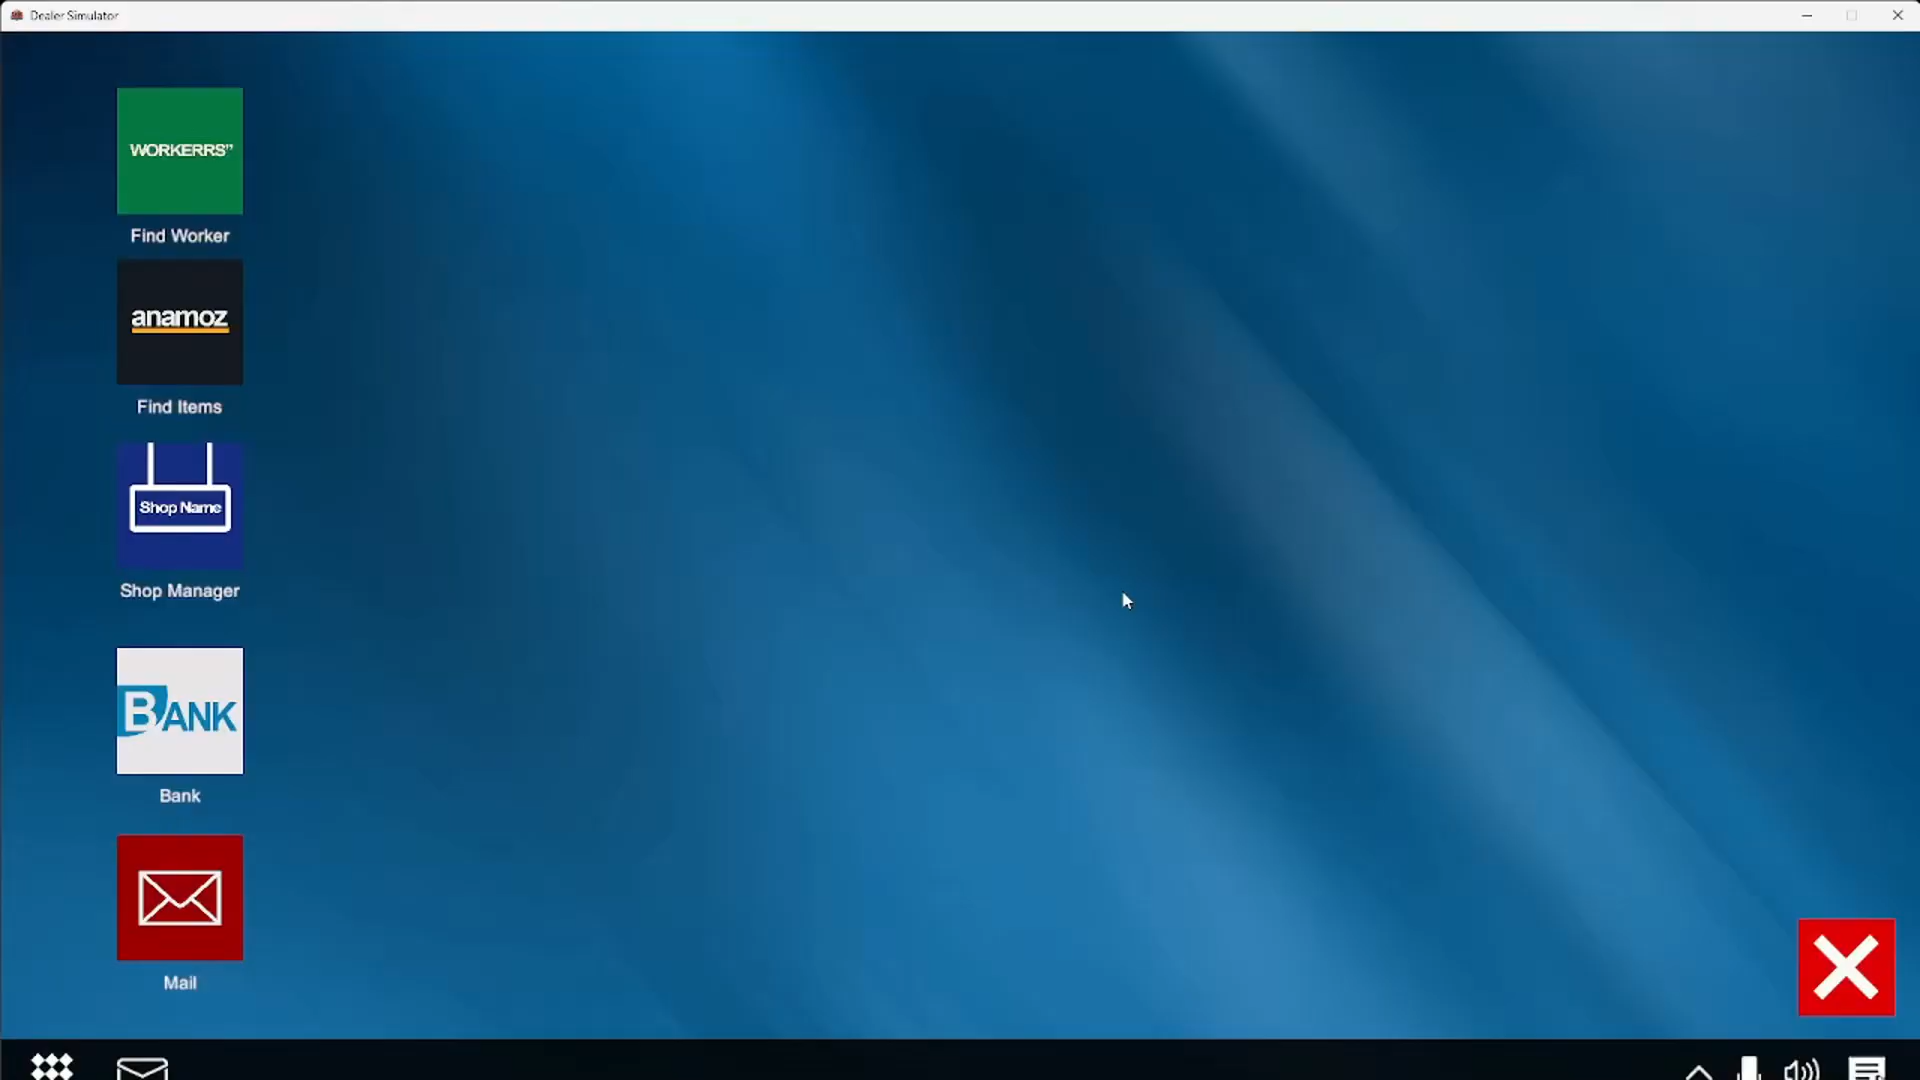 Dealer Simulator
WORKERRS”
Find Worker
anamoz
Find Items
Shop Name
Shop Manager
BANK
Bank
Mail